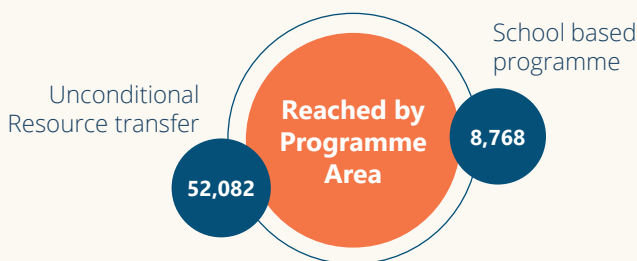 School based
programme
Unconditional
Resource transfer
Reached by
Programme
Area
8,768
52,082